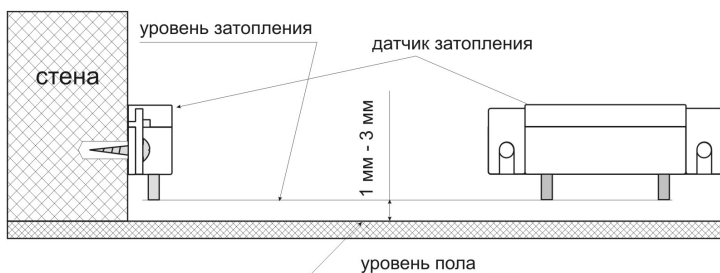 уровень затопления
датчик затопления
стена
1 мм - 3 мм
уровень пола